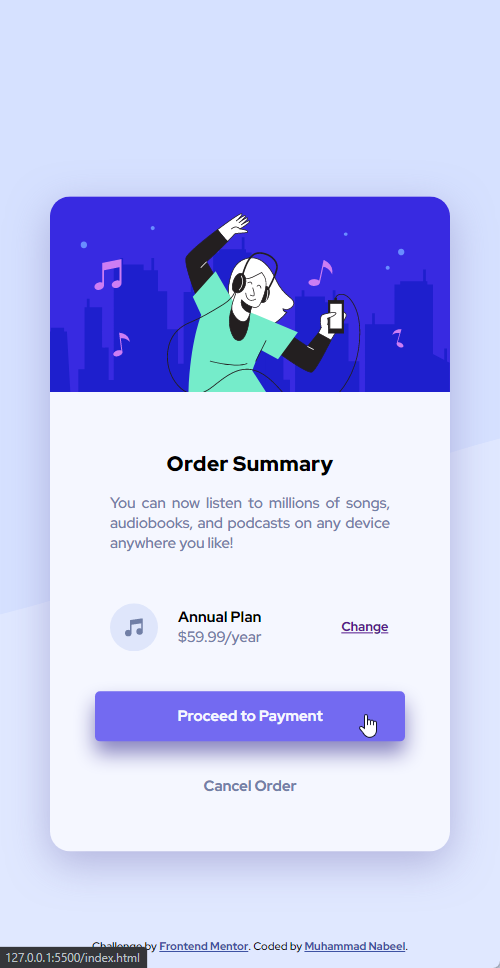 Order Summary
You can now listen to millions of songs,
audiobooks, and podcasts on any device
anywhere you like!
Annual Plan
$59.99/year
Change
Proceed to Payment
Cancel Order
Challenge by Frontend Mentor. Coded by Muhammad Nabeel.
127.0.0.1:5500/index.html